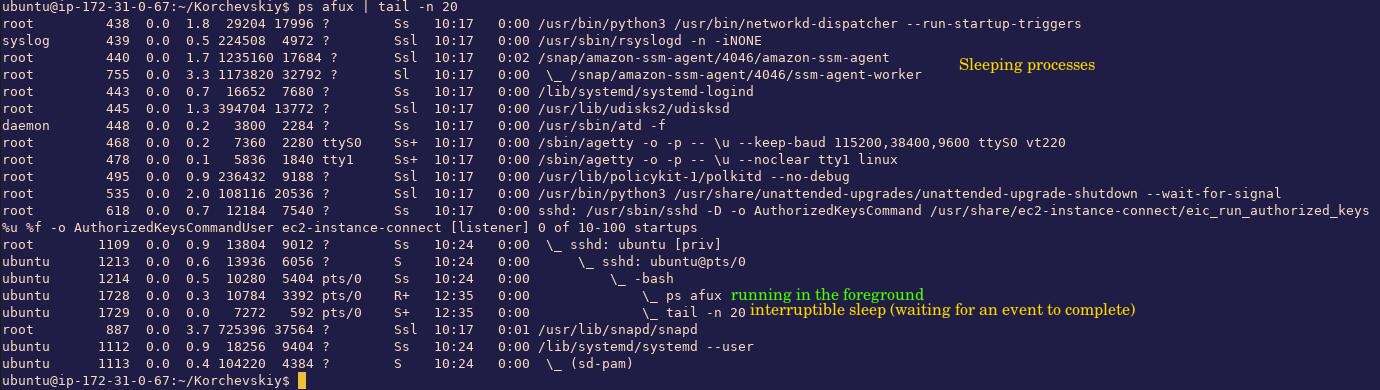 ubuntu@ip-172-31-0-67:~/Korchevskiy$ ps afux | tail -n 20
root 438 0.0 1.8 29204 17996 ? Ss 10:17 0:00 /usr/bin/python3 /usr/bin/networkd-dispatcher --run-startup-triggers
syslog 439 0.0 0.5 224508 4972 ? Ssl 10:17 0:00 /usr/sbin/rsyslogd -n -iNONE
root 440 0.0 1.7 1235160 17684 ? Ssl 10:17 0:02 /snap/amazon-ssm-agent/4046/amazon-ssm-agent
Sleeping processes
root 755 0.0 3.3 1173820 32792 ? Sl 10:17 0:00 \_ /snap/amazon-ssm-agent/4046/ssm-agent-worker
root 443 0.0 0.7 16652 7680 ? Ss 10:17 0:00 /lib/systemd/systemd-logind
root 445 0.0 1.3 394704 13772 ? Ssl 10:17 0:00 /usr/lib/udisks2/udisksd
daemon 448 0.0 0.2 3800 2284 ? Ss 10:17 0:00 /usr/sbin/atd -f
root 468 0.0 0.2 7360 2280 ttyS0 Ss+ 10:17 0:00 /sbin/agetty -o -p -- \u --keep-baud 115200,38400,9600 ttyS0 vt220
root 478 0.0 0.1 5836 1840 tty1 Ss+ 10:17 0:00 /sbin/agetty -o -p -- \u --noclear tty1 linux
root 495 0.0 0.9 236432 9188 ? Ssl 10:17 0:00 /usr/lib/policykit-1/polkitd --no-debug
root 535 0.0 2.0 108116 20536 ? Ssl 10:17 0:00 /usr/bin/python3 /usr/share/unattended-upgrades/unattended-upgrade-shutdown --wait-for-signal
root 618 0.0 0.7 12184 7540 ? Ss 10:17 0:00 sshd: /usr/sbin/sshd -D -o AuthorizedKeysCommand /usr/share/ec2-instance-connect/eic_run_authorized_keys
%u %f -o AuthorizedKeysCommandUser ec2-instance-connect [listener] 0 of 10-100 startups
root 1109 0.0 0.9 13804 9012 ? Ss 10:24 0:00 \_ sshd: ubuntu [priv]
ubuntu 1213 0.0 0.6 13936 6056 ? S 10:24 0:00 \_ sshd: ubuntu@pts/0
ubuntu 1214 0.0 0.5 10280 5404 pts/0 Ss 10:24 0:00 \_ -bash
ubuntu 1728 0.0 0.3 10784 3392 pts/0 R+ 12:35 0:00 \_ ps afux running in the foreground
ubuntu 1729 0.0 0.0 7272 592 pts/0 S+ 12:35 0:00 \_ tail -n 20 interruptible sleep (waiting for an event to complete)
root 887 0.0 3.7 725396 37564 ? Ssl 10:17 0:01 /usr/lib/snapd/snapd
ubuntu 1112 0.0 0.9 18256 9404 ? Ss 10:24 0:00 /lib/systemd/systemd --user
ubuntu 1113 0.0 0.4 104220 4384 ? S 10:24 0:00 \_ (sd-pam)
ubuntu@ip-172-31-0-67:~/Korchevskiy$